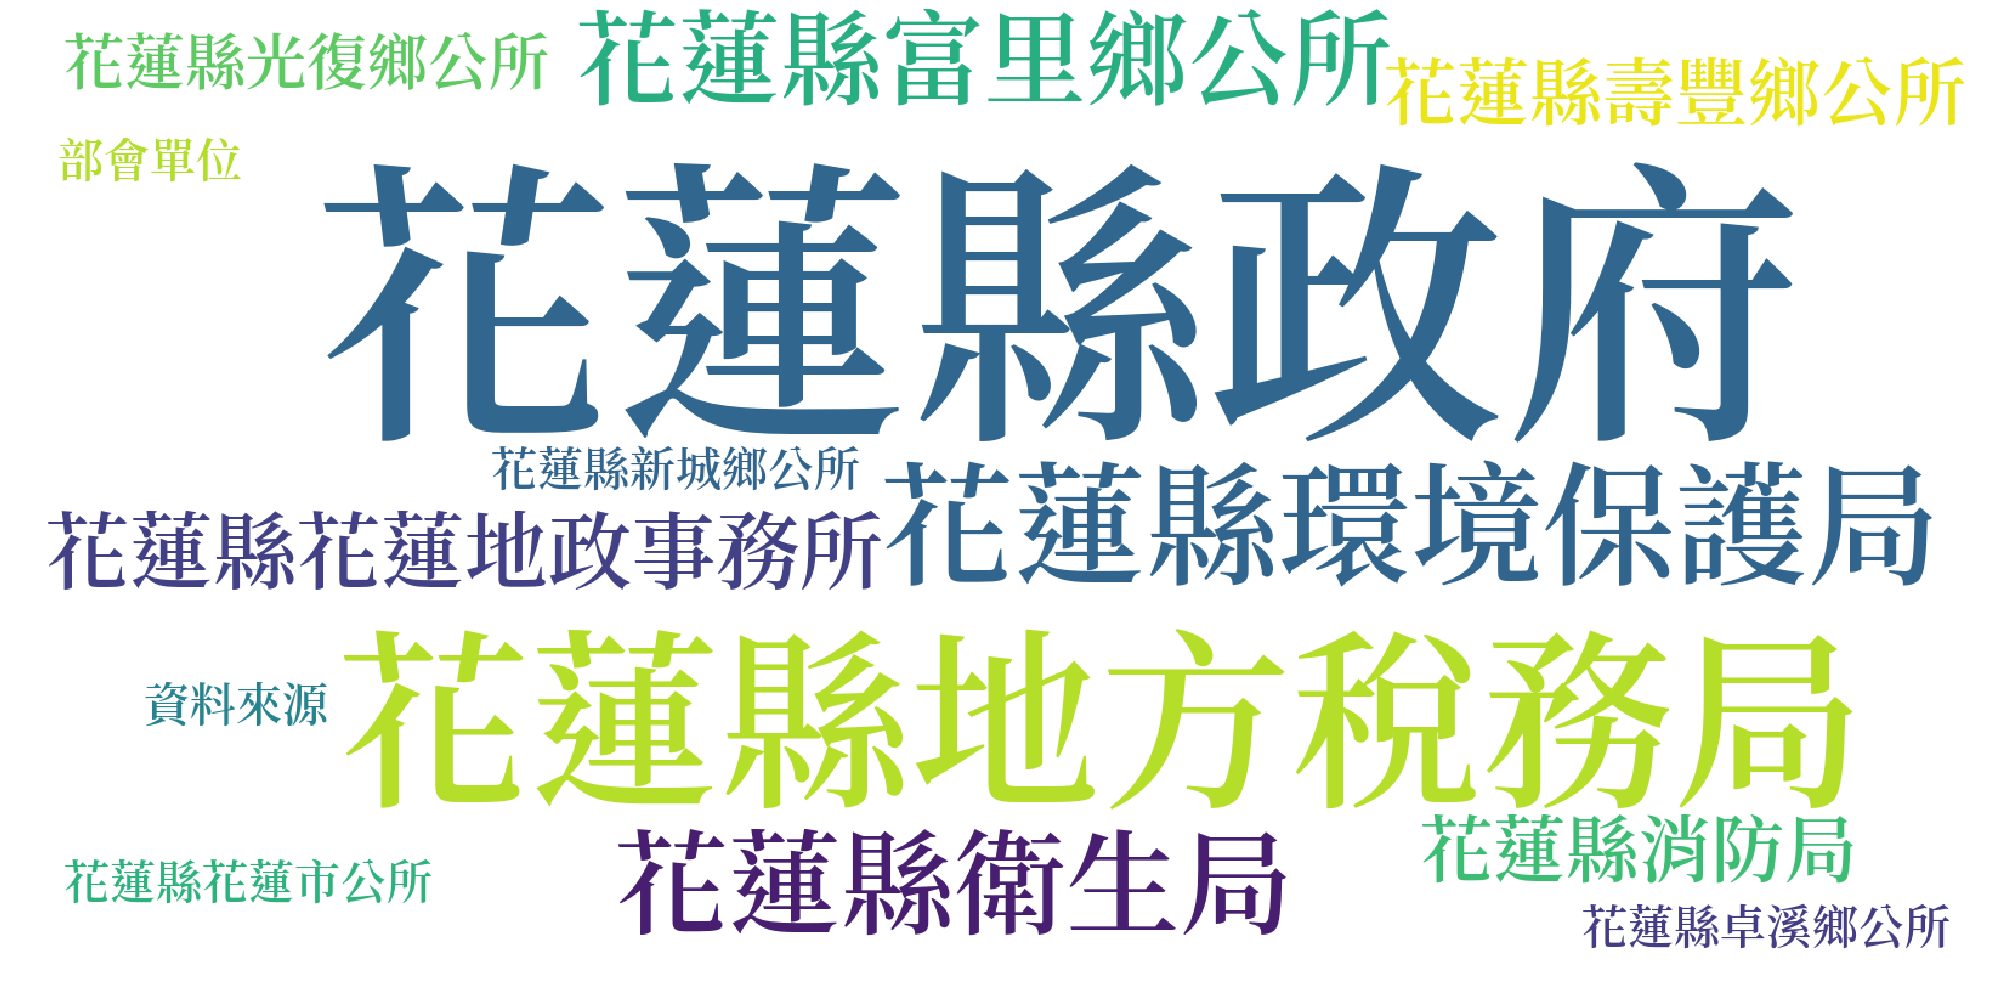 花蓮縣光復鄉公所
花蓮縣富里鄉公所
花蓮縣壽豐鄉公所
部會單位
花蓮縣政府
花蓮縣新城鄉公所
花蓮縣環境保護局
花蓮縣花蓮地政事務所
花蓮縣地方稅務局
資料來源
花蓮縣衛生局
花蓮縣消防局
花蓮縣花蓮市公所
花蓮縣卓溪鄉公所